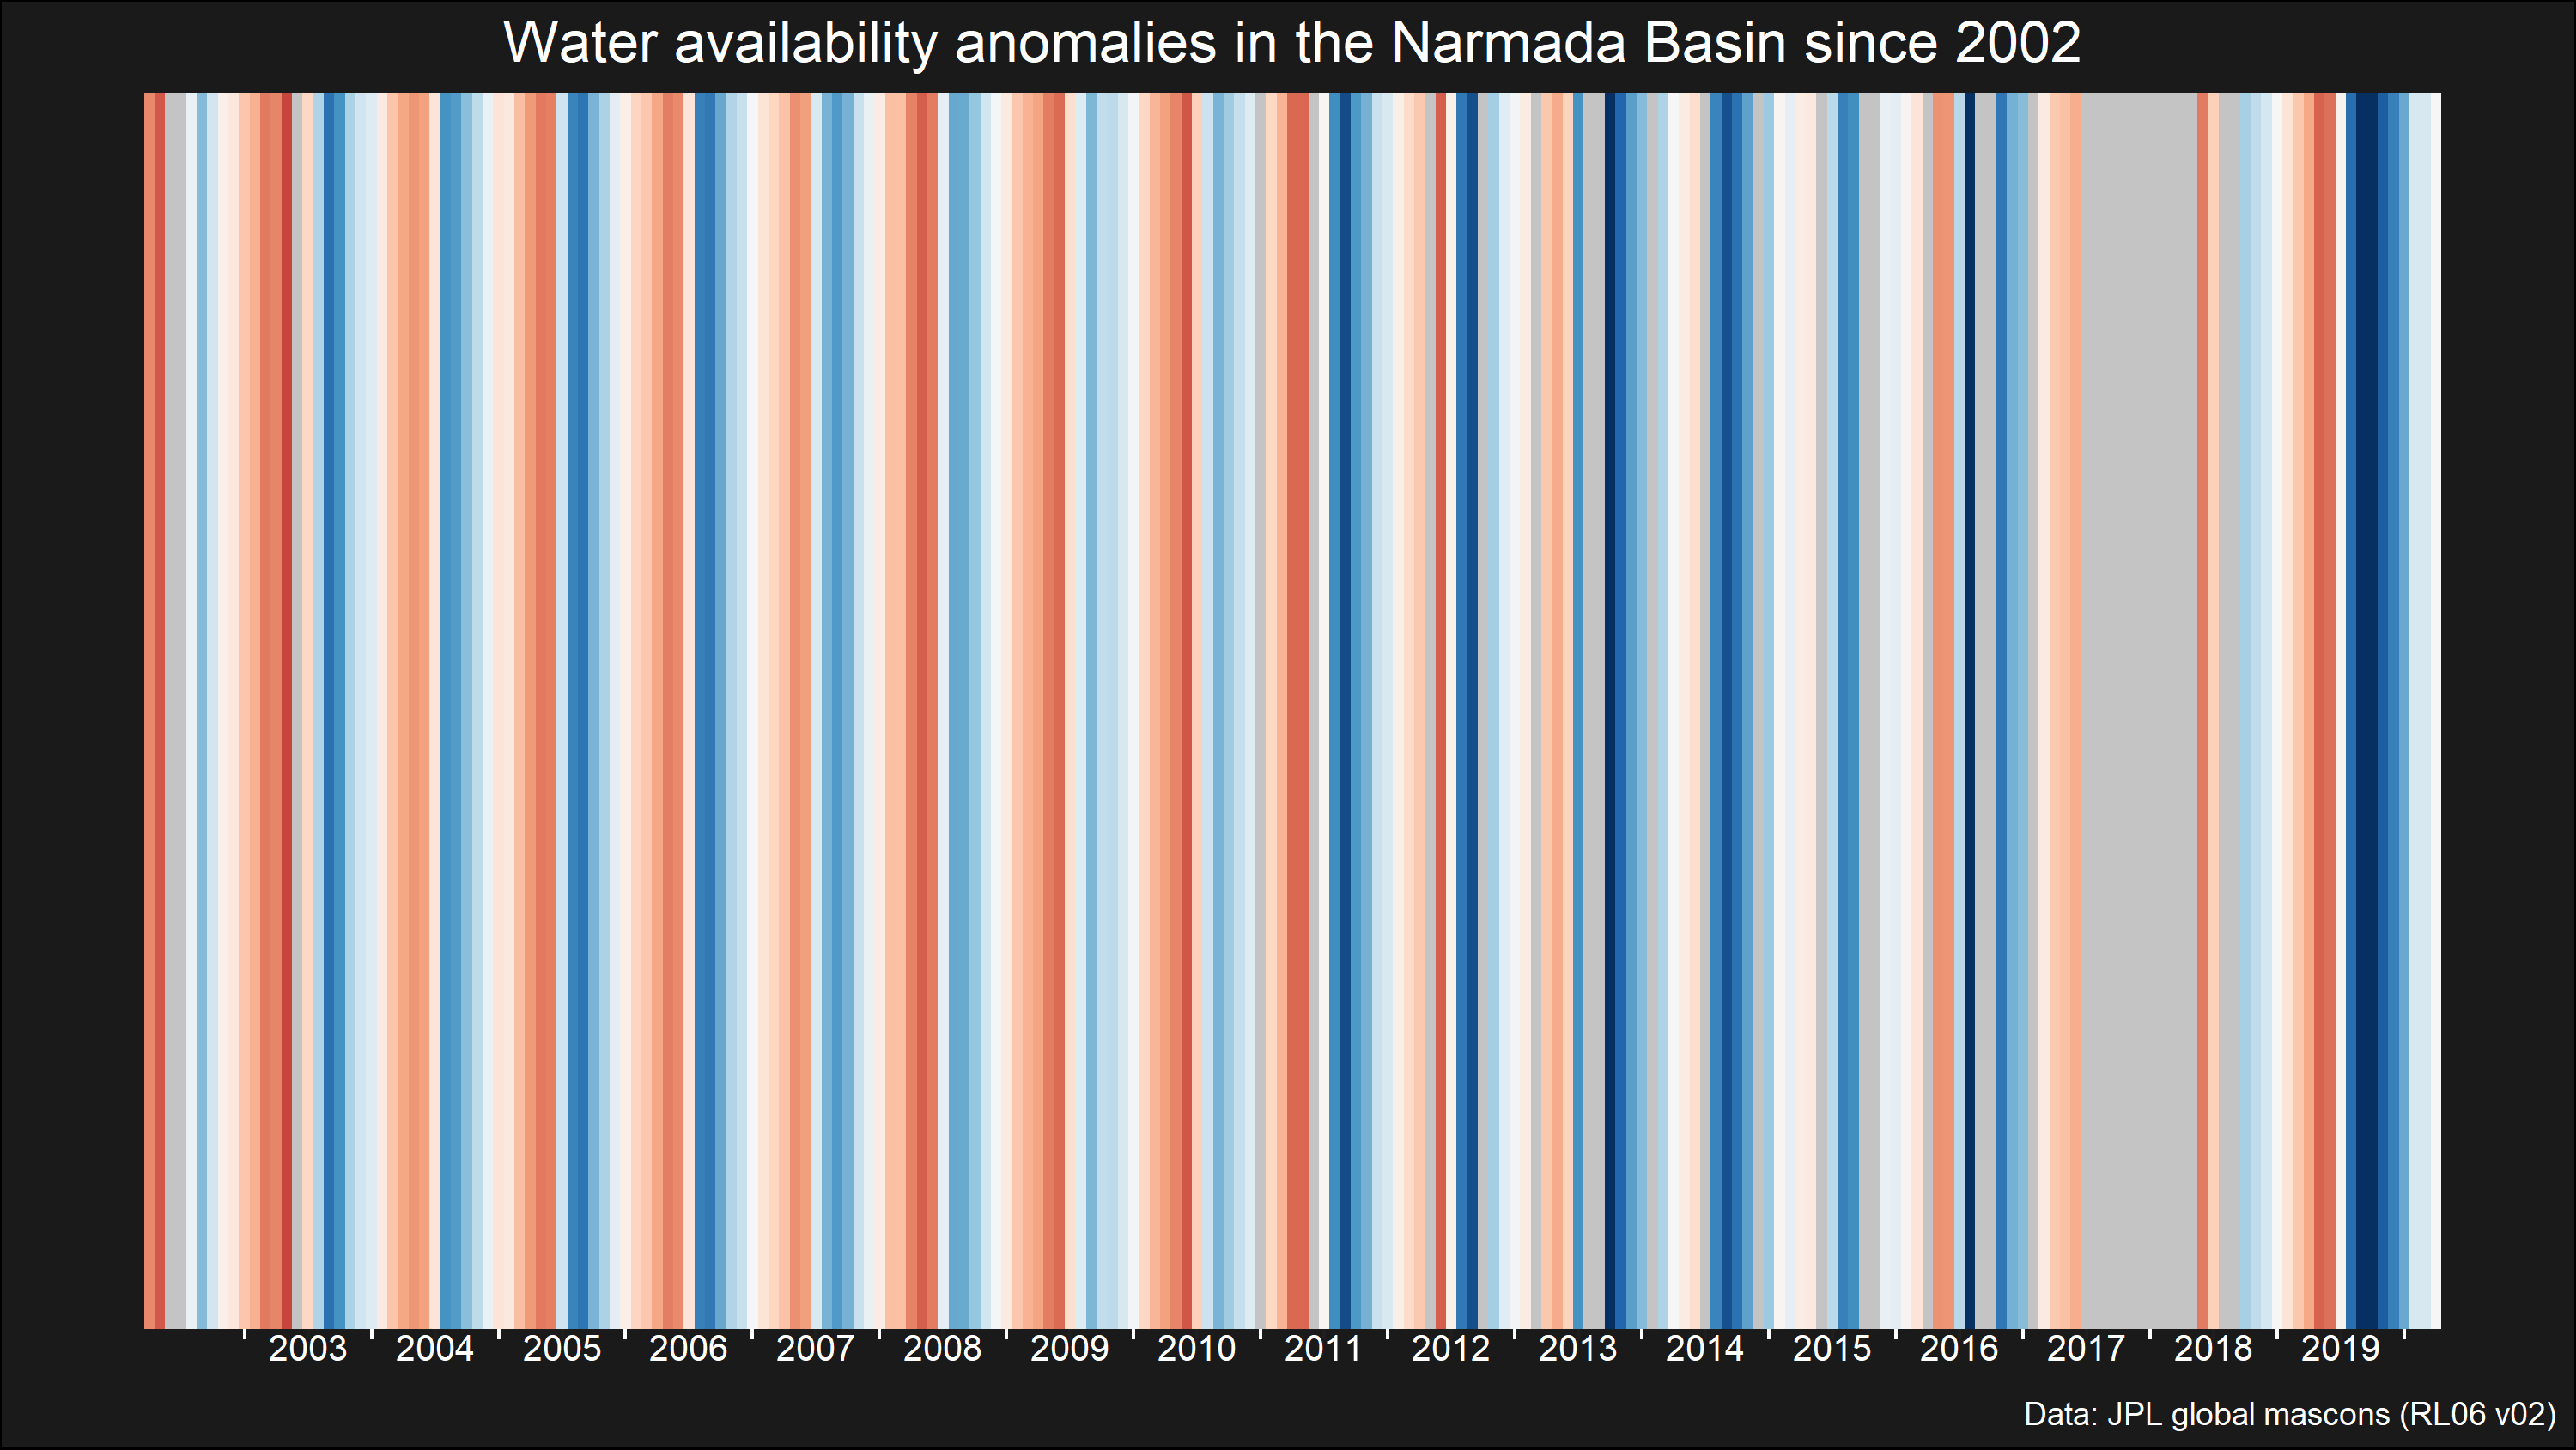 Water availability anomalies in the Narmada Basin since 2002
2003 2004 2005 2006 2007 2008 2009 2010 2011 2012 2013 2014 2015 2016 2017 2018 2019
Data: JPL global mascons (RL06 v02)